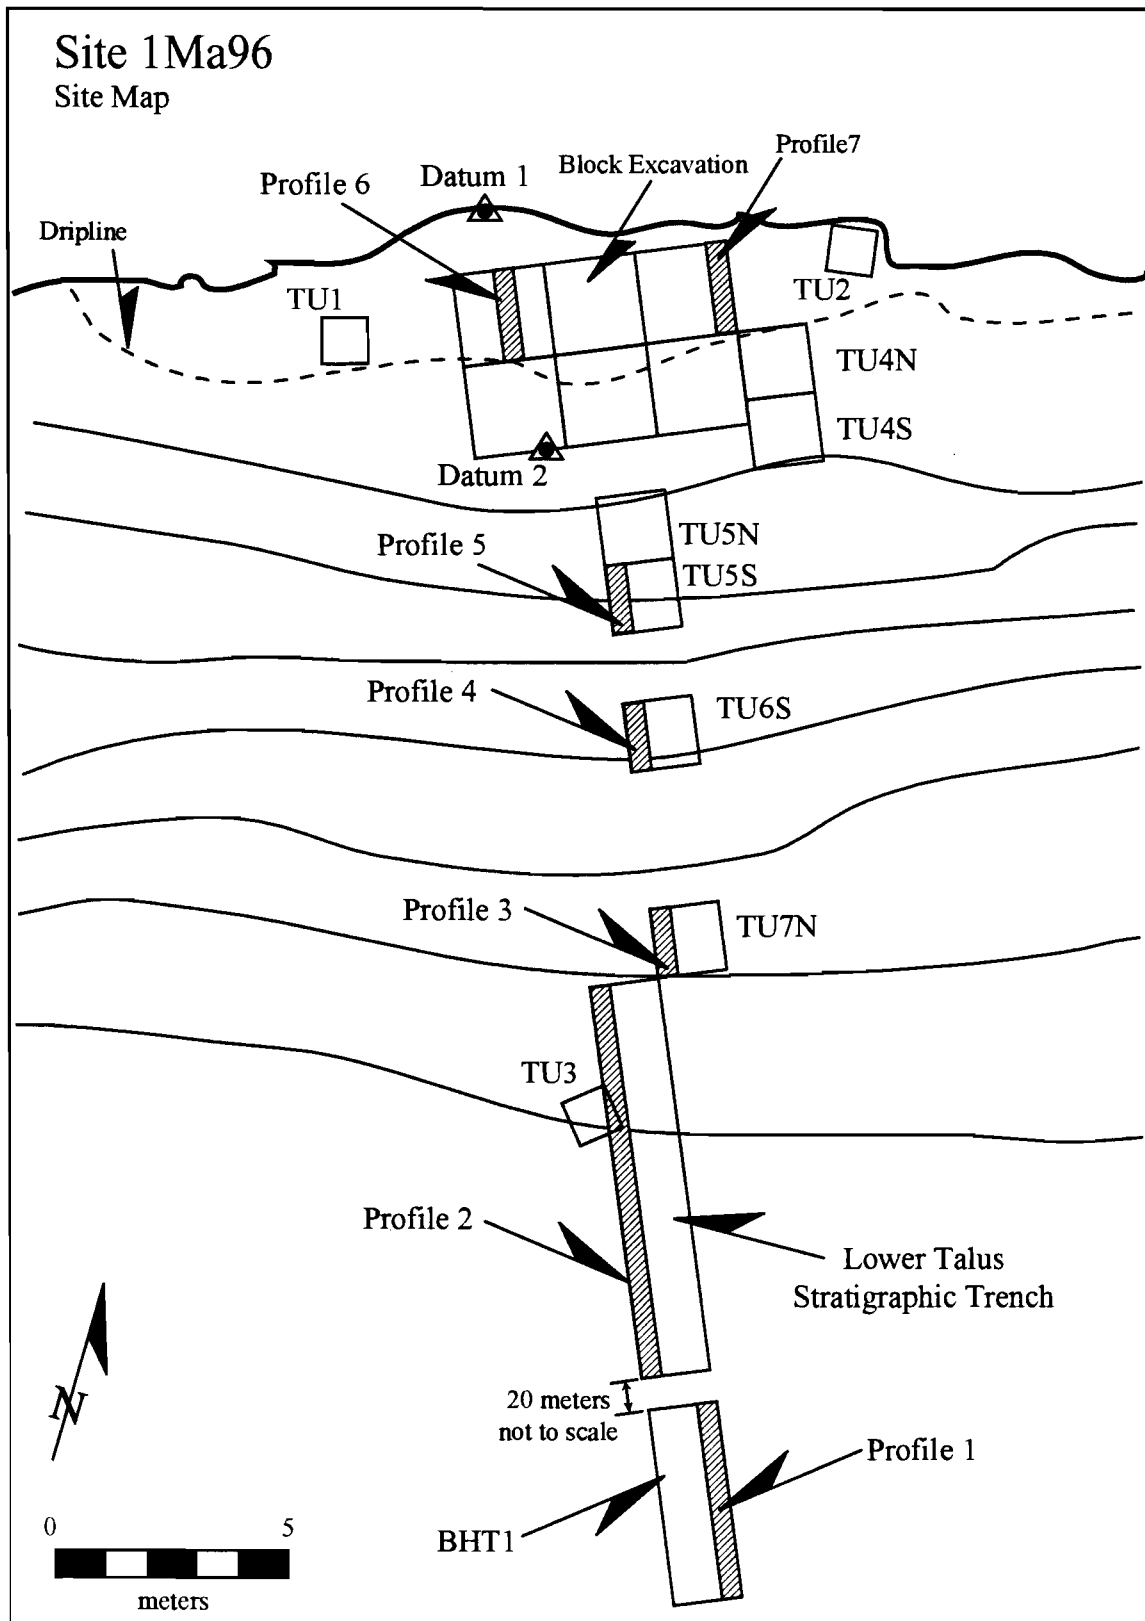 Site 1Ma96
Site Map
Profile7
Block Excavation
Datum 1
Profile 6
Dripline
TU1
TU2
TU4N
TU4S
Datum 2
TU5N
Profile 5
TU5S
Profile 4
TU6S
Profile 3
TU7N
TU3
Profile 2
Lower Talus
Stratigraphic Trench
N
20 meters
not to scale
Profile 1
BHT1
0 5
meters